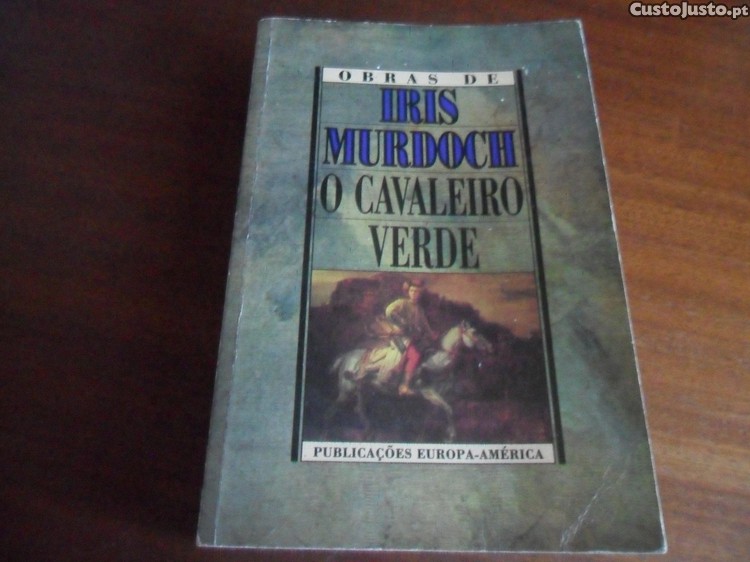 CustoJusto.pt
OBRAS DE
IRIS
MURDOCH
O CAVALEIRO
VERDE
PUBLICAÇÕES EUROPA-AMÉRICA